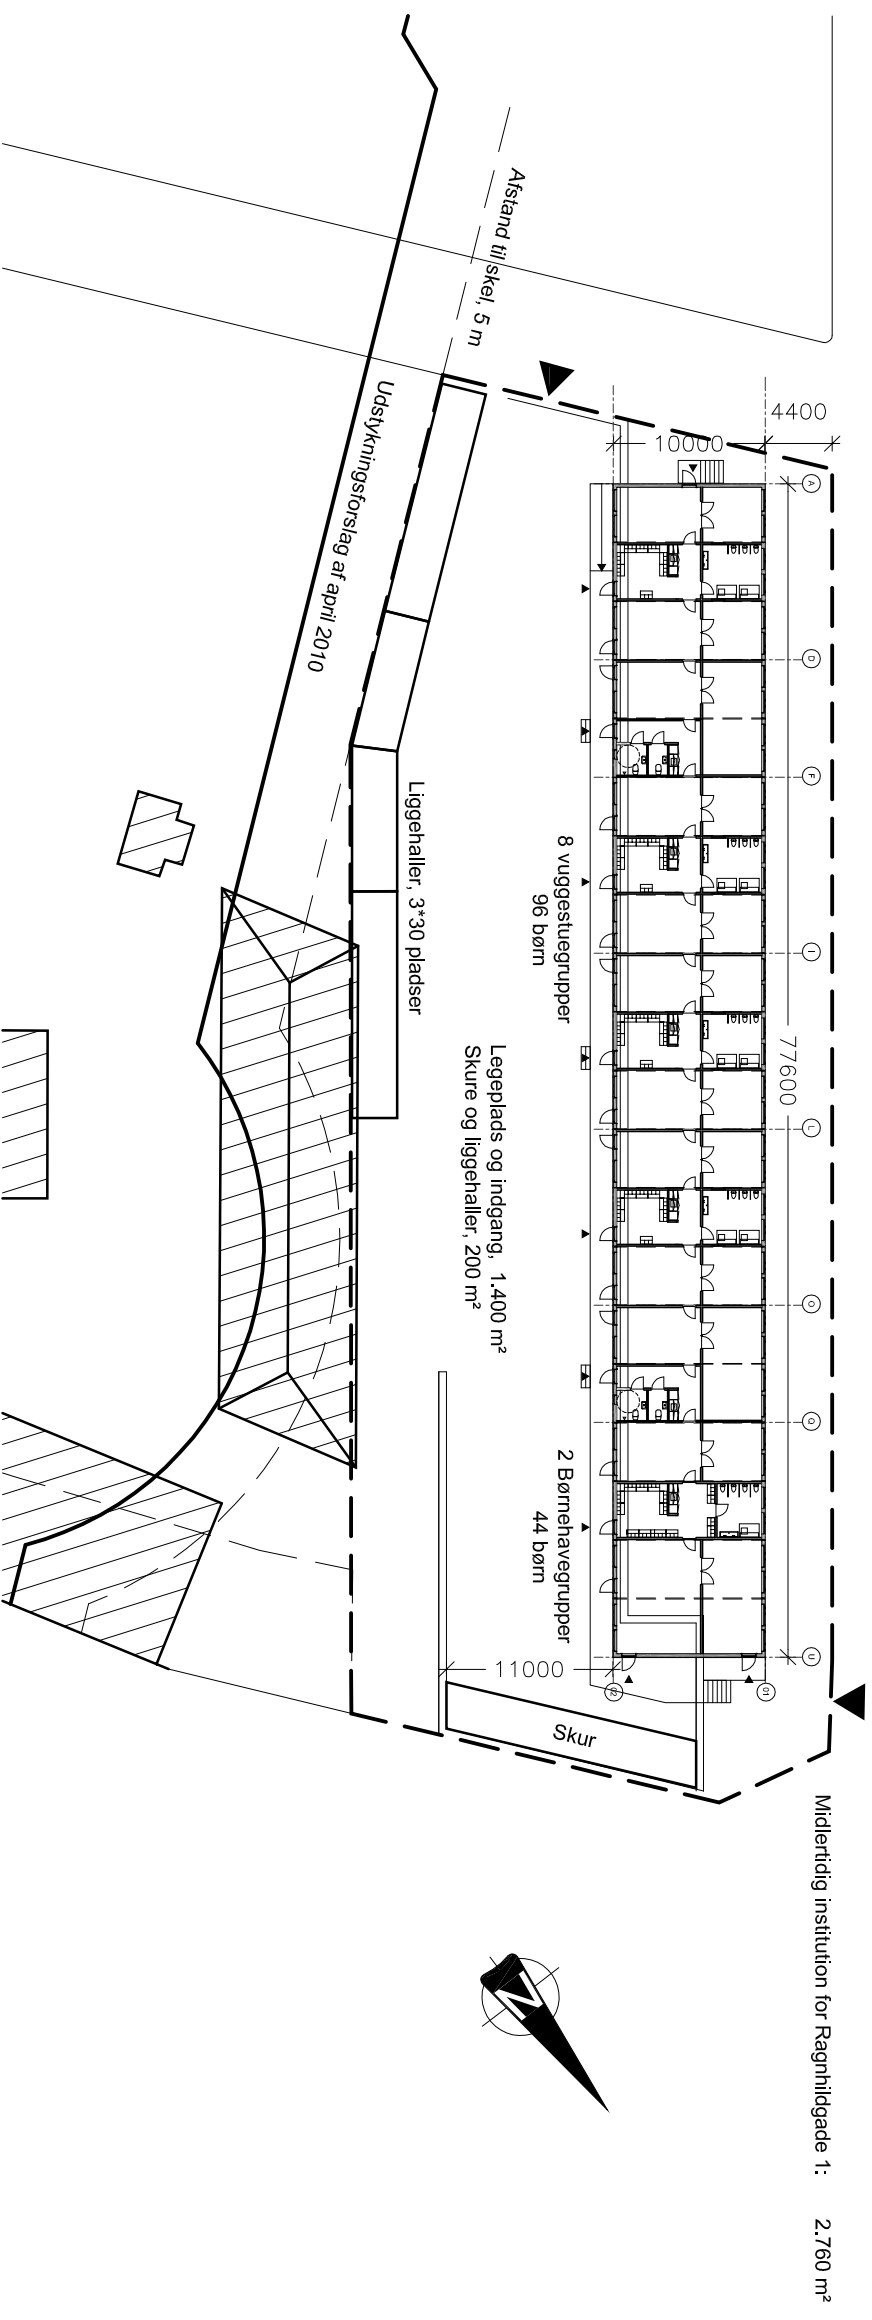 Midlertidig institution for Ragnhildgade 1: 2.760 m²
4400
10000
77600
11000
A
D
F
I
L
O
Q
U
01
02
8 vuggestuegrupper
96 børn
2 Børnehavegrupper
44 børn
Legeplads og indgang, 1.400 m²
Skure og liggehaller, 200 m²
Liggehaller, 3*30 pladser
Skur
Afstand til skel, 5 m
Udstykningsforslag af april 2010
N